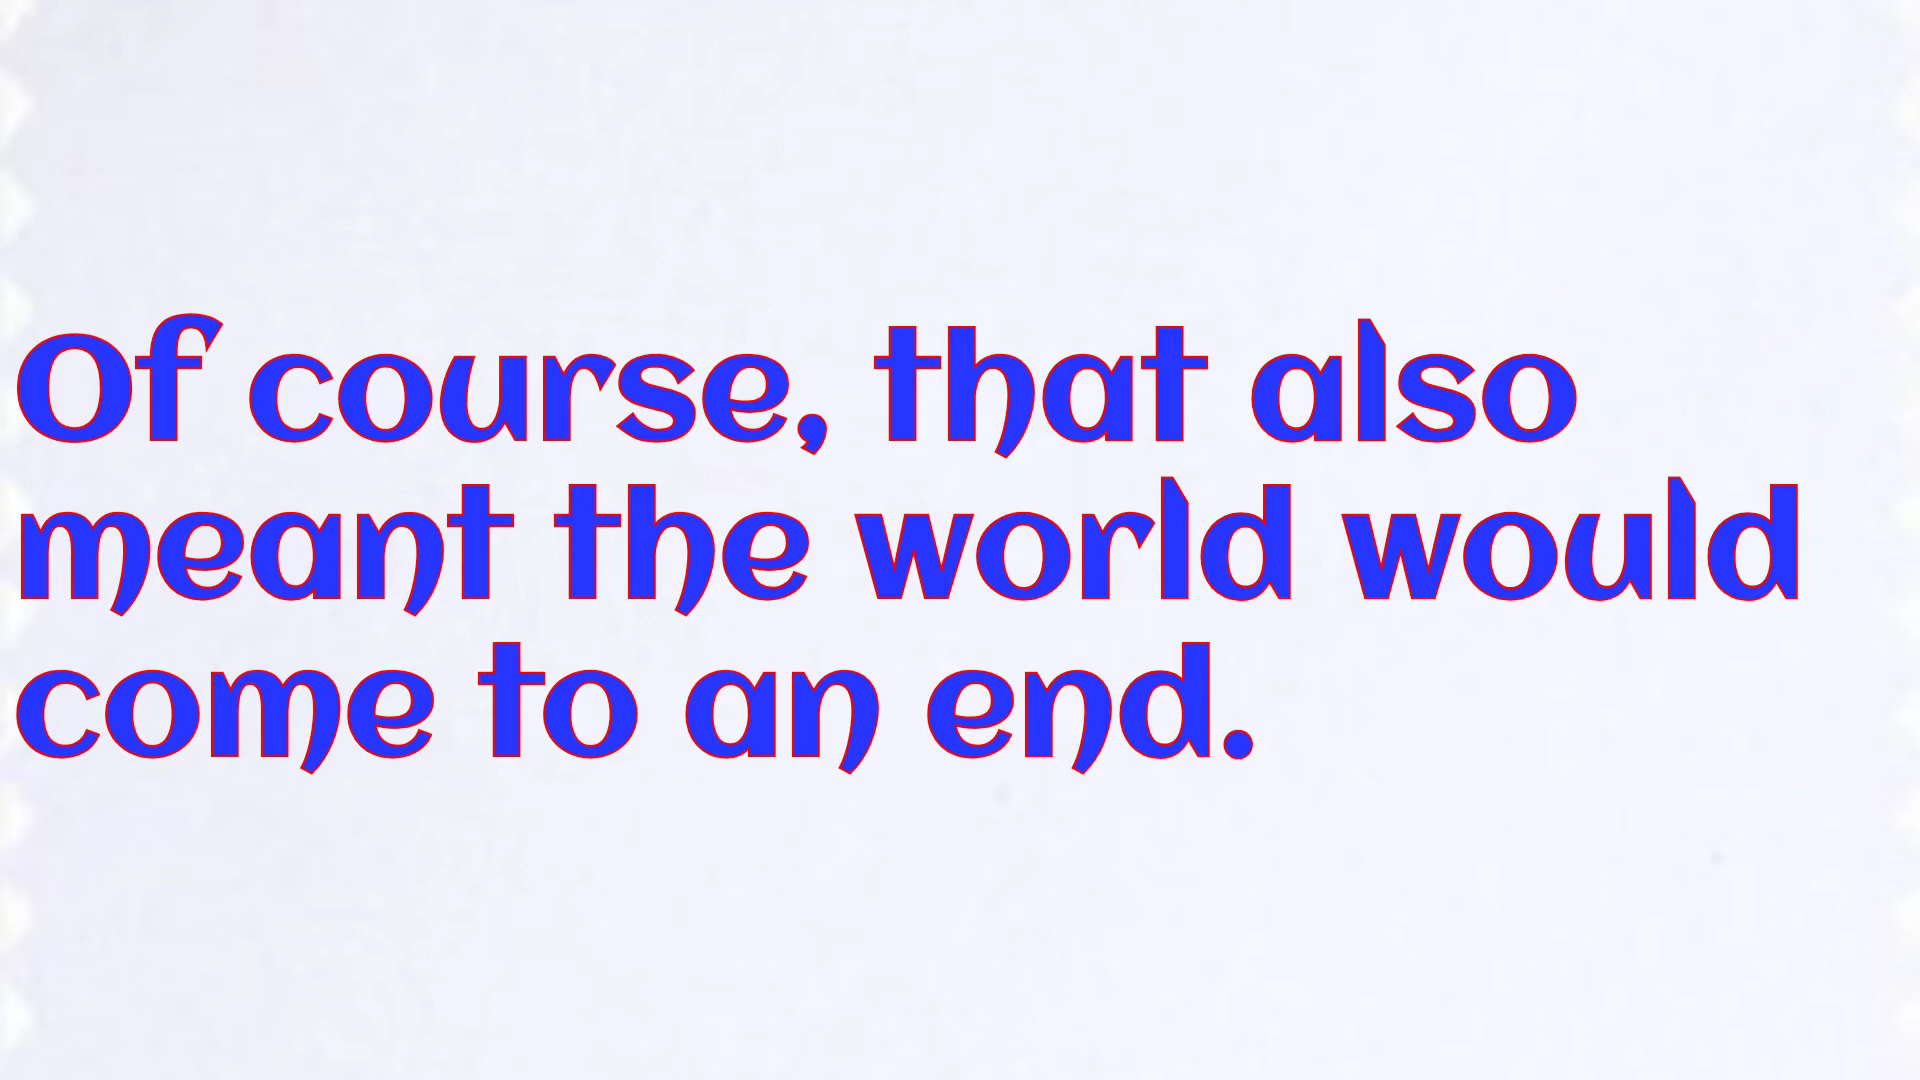 Of course, that also
meant the world would
come to an end.